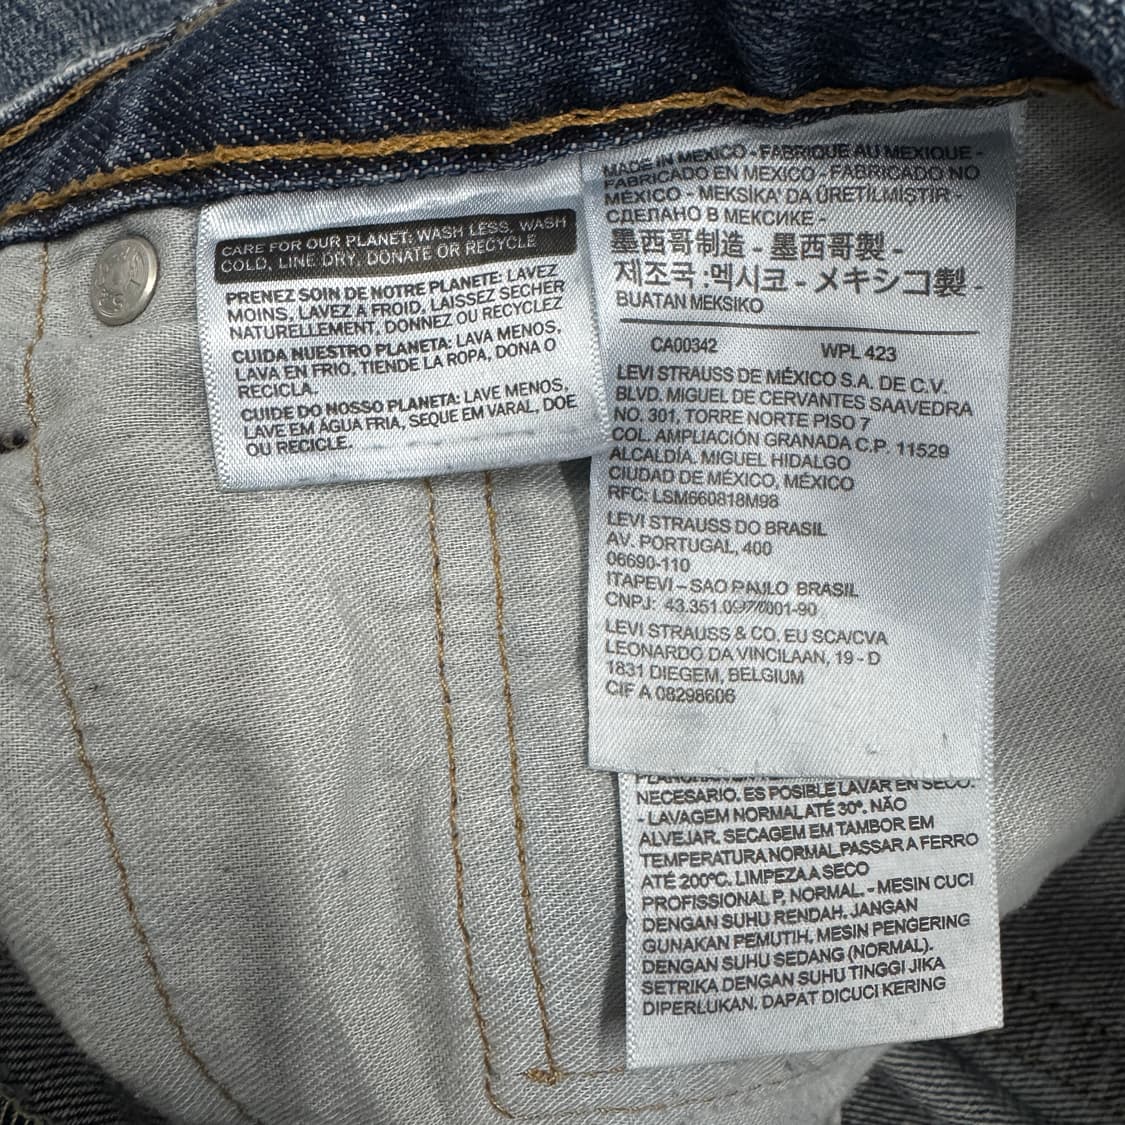 CARE FOR OUR PLANET: WASH LESS, WASH
COLD, LINE DRY, DONATE OR RECYCLE
PRENEZ SOIN DE NOTRE PLANETE: LAVEZ
MOINS, LAVEZ À FROID, LAISSEZ SÉCHER
NATURELLEMENT, DONNEZ OU RECYCLEZ
CUIDA NUESTRO PLANETA: LAVA MENOS,
LAVA EN FRIO, TIENDE LA ROPA, DONA O
RECICLA.
CUIDE DO NOSSO PLANETA: LAVE MENOS,
LAVE EM ÁGUA FRIA, SEQUE EM VARAL, DOE
OU RECICLE.
MADE IN MEXICO - FABRIQUE AU MEXIQUE -
FABRICADO EN MEXICO - FABRICADO NO
MÉXICO - MEKSİKA' DA ÜRETİLMİŞTİR -
СДЕЛАНО В МЕКСИКЕ -
墨西哥制造 - 墨西哥製 -
제조국 :멕시코 - メキシコ製 -
BUATAN MEKSIKO
CA00342 WPL 423
LEVI STRAUSS DE MÉXICO S.A. DE C.V.
BLVD. MIGUEL DE CERVANTES SAAVEDRA
NO. 301, TORRE NORTE PISO 7
COL. AMPLIACIÓN GRANADA C.P. 11529
ALCALDÍA. MIGUEL HIDALGO
CIUDAD DE MÉXICO, MÉXICO
RFC: LSM660818M98
LEVI STRAUSS DO BRASIL
AV. PORTUGAL, 400
06690-110
ITAPEVI – SAO PAULO BRASIL
CNPJ: 43.351.097/0001-90
LEVI STRAUSS & CO. EU SCA/CVA
LEONARDO DA VINCILAAN, 19 - D
1831 DIEGEM, BELGIUM
CIF A 08298606
NECESARIO. ES POSIBLE LAVAR EN SECO.
- LAVAGEM NORMAL ATÉ 30º. NÃO
ALVEJAR. SECAGEM EM TAMBOR EM
TEMPERATURA NORMAL.PASSAR A FERRO
ATÉ 200ºC. LIMPEZA A SECO
PROFISSIONAL P, NORMAL. - MESIN CUCI
DENGAN SUHU RENDAH. JANGAN
GUNAKAN PEMUTIH. MESIN PENGERING
DENGAN SUHU SEDANG (NORMAL).
SETRIKA DENGAN SUHU TINGGI JIKA
DIPERLUKAN. DAPAT DICUCI KERING